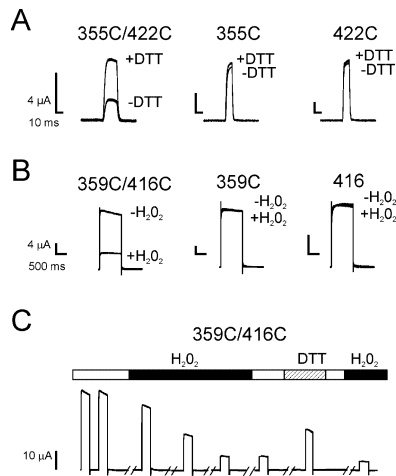 A
355C/422C 355C 422C
+DTT +DTT +DTT
-DTT -DTT -DTT
4 µA
10 ms
B
359C/416C 359C 416
-H₂O₂ -H₂O₂ -H₂O₂
+H₂O₂ +H₂O₂ +H₂O₂
4 µA
500 ms
C
359C/416C
H₂O₂ DTT H₂O₂
10 µA